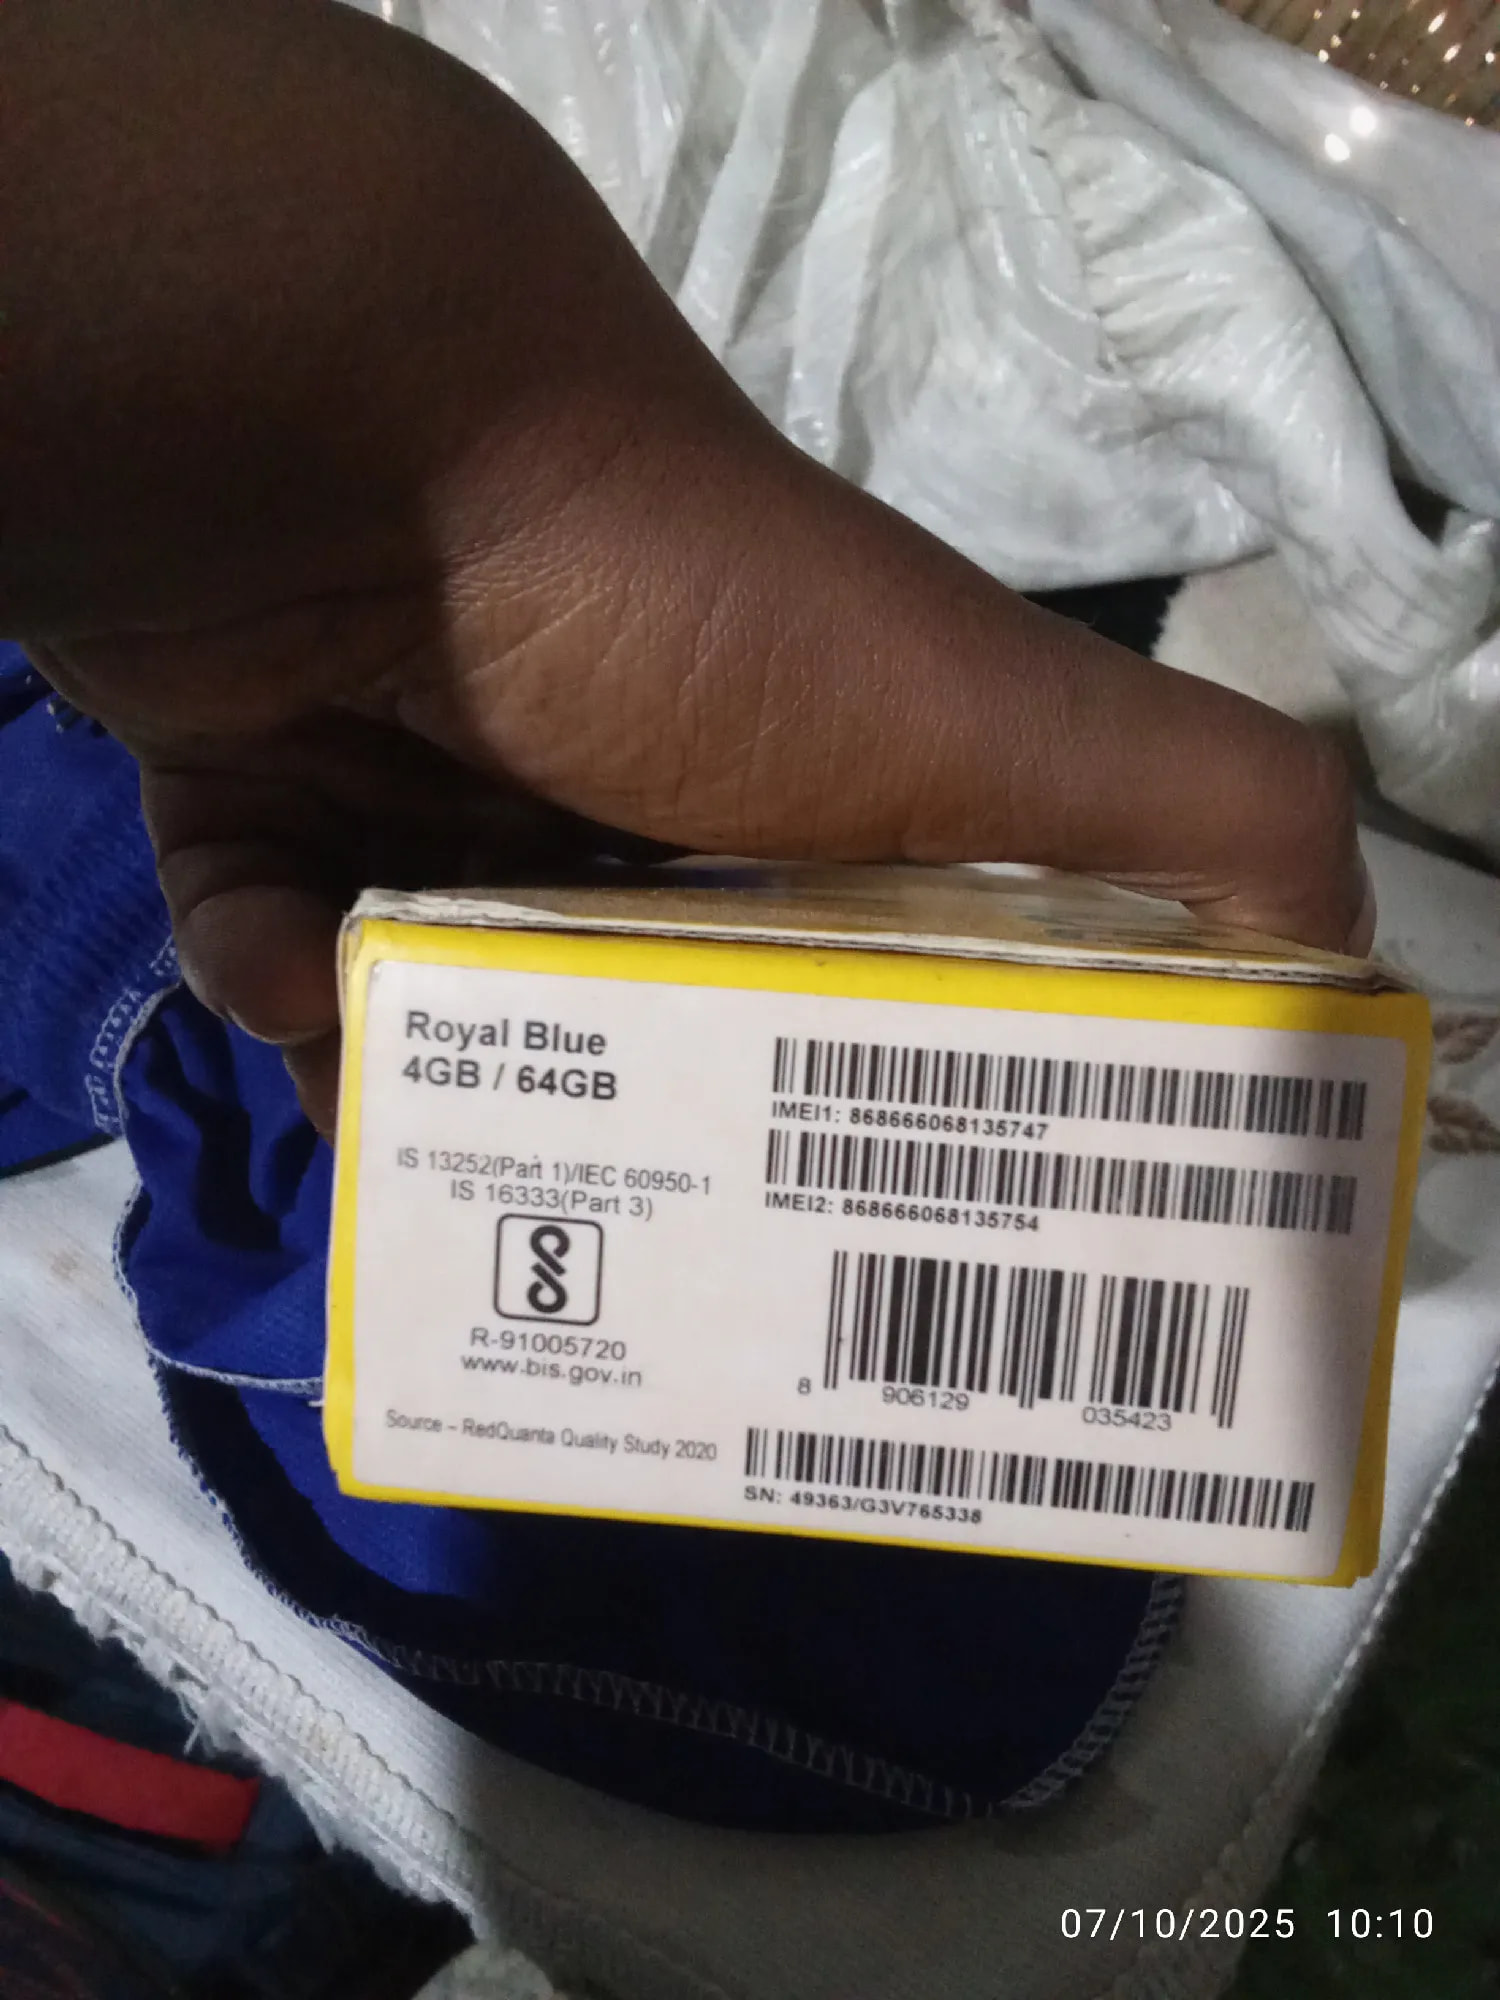 Royal Blue
4GB / 64GB
IS 13252(Part 1)/IEC 60950-1
IS 16333(Part 3)
R-91005720
www.bis.gov.in
Source – RedQuanta Quality Study 2020
IMEI1: 868666068135747
IMEI2: 868666068135754
8 906129 035423
SN: 49363/G3V765338
07/10/2025 10:10